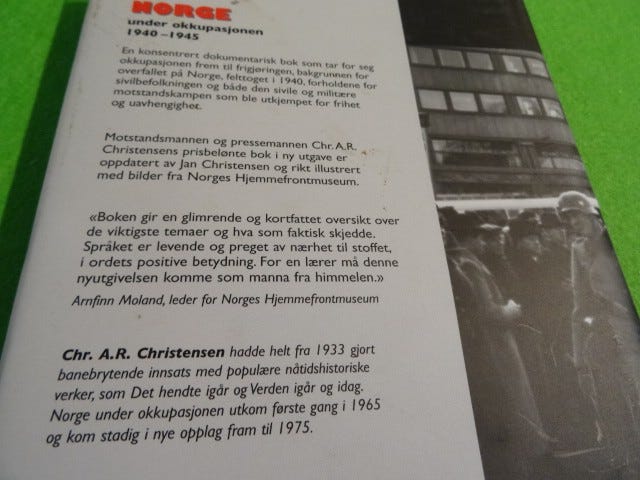 NORGE
under okkupasjonen
1940–1945
En konsentrert dokumentarisk bok som tar for seg
okkupasjonen frem til frigjøringen, bakgrunnen for
overfallet på Norge, felttoget i 1940, forholdene for
sivilbefolkningen og både den sivile og militære
motstandskampen som ble utkjempet for frihet
og uavhengighet.
Motstandsmannen og pressemannen Chr. A.R.
Christensens prisbelønte bok i ny utgave er
oppdatert av Jan Christensen og rikt illustrert
med bilder fra Norges Hjemmefrontmuseum.
«Boken gir en glimrende og kortfattet oversikt over
de viktigste temaer og hva som faktisk skjedde.
Språket er levende og preget av nærhet til stoffet,
i ordets positive betydning. For en lærer må denne
nyutgivelsen komme som manna fra himmelen.»
Arnfinn Moland, leder for Norges Hjemmefrontmuseum
Chr. A.R. Christensen hadde helt fra 1933 gjort
banebrytende innsats med populære nåtidshistoriske
verker, som Det hendte igår og Verden igår og idag.
Norge under okkupasjonen utkom første gang i 1965
og kom stadig i nye opplag fram til 1975.